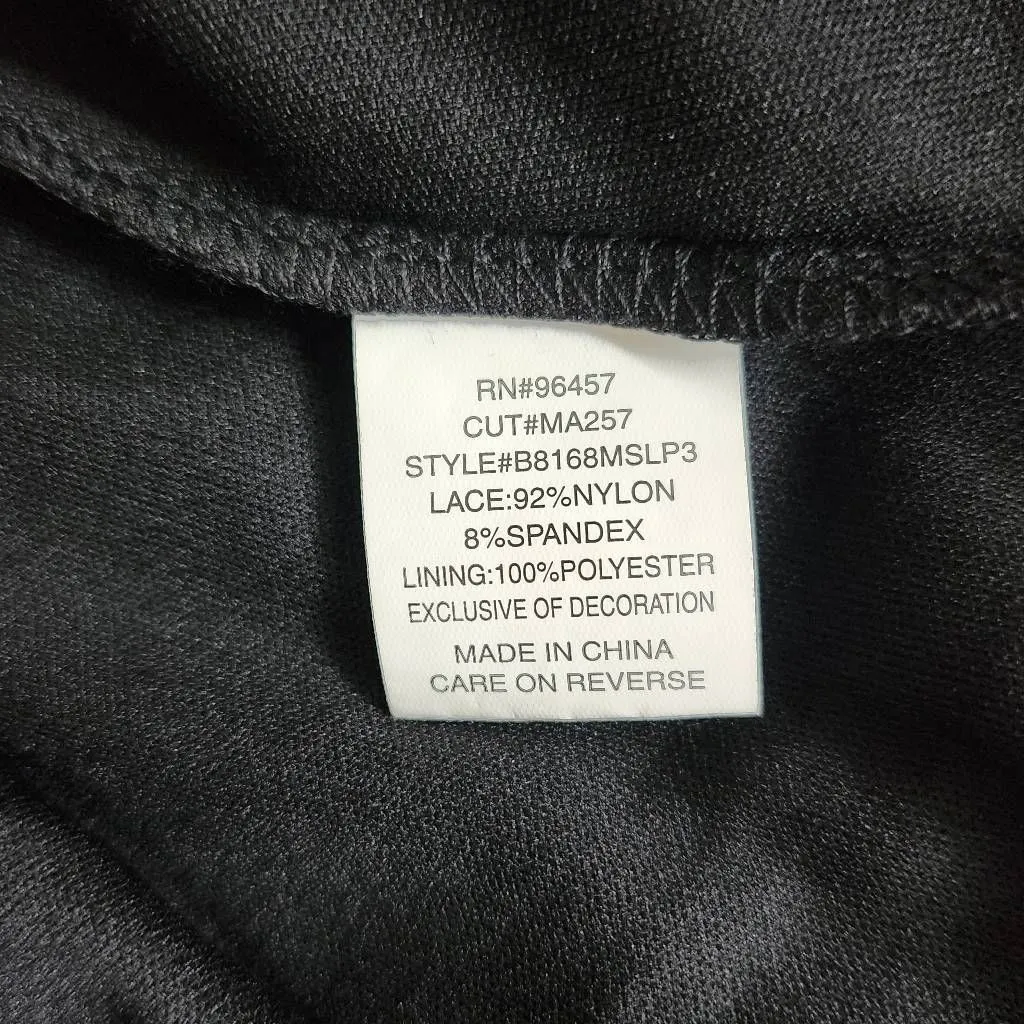 RN#96457
CUT#MA257
STYLE#B8168MSLP3
LACE:92%NYLON
8%SPANDEX
LINING:100%POLYESTER
EXCLUSIVE OF DECORATION
MADE IN CHINA
CARE ON REVERSE